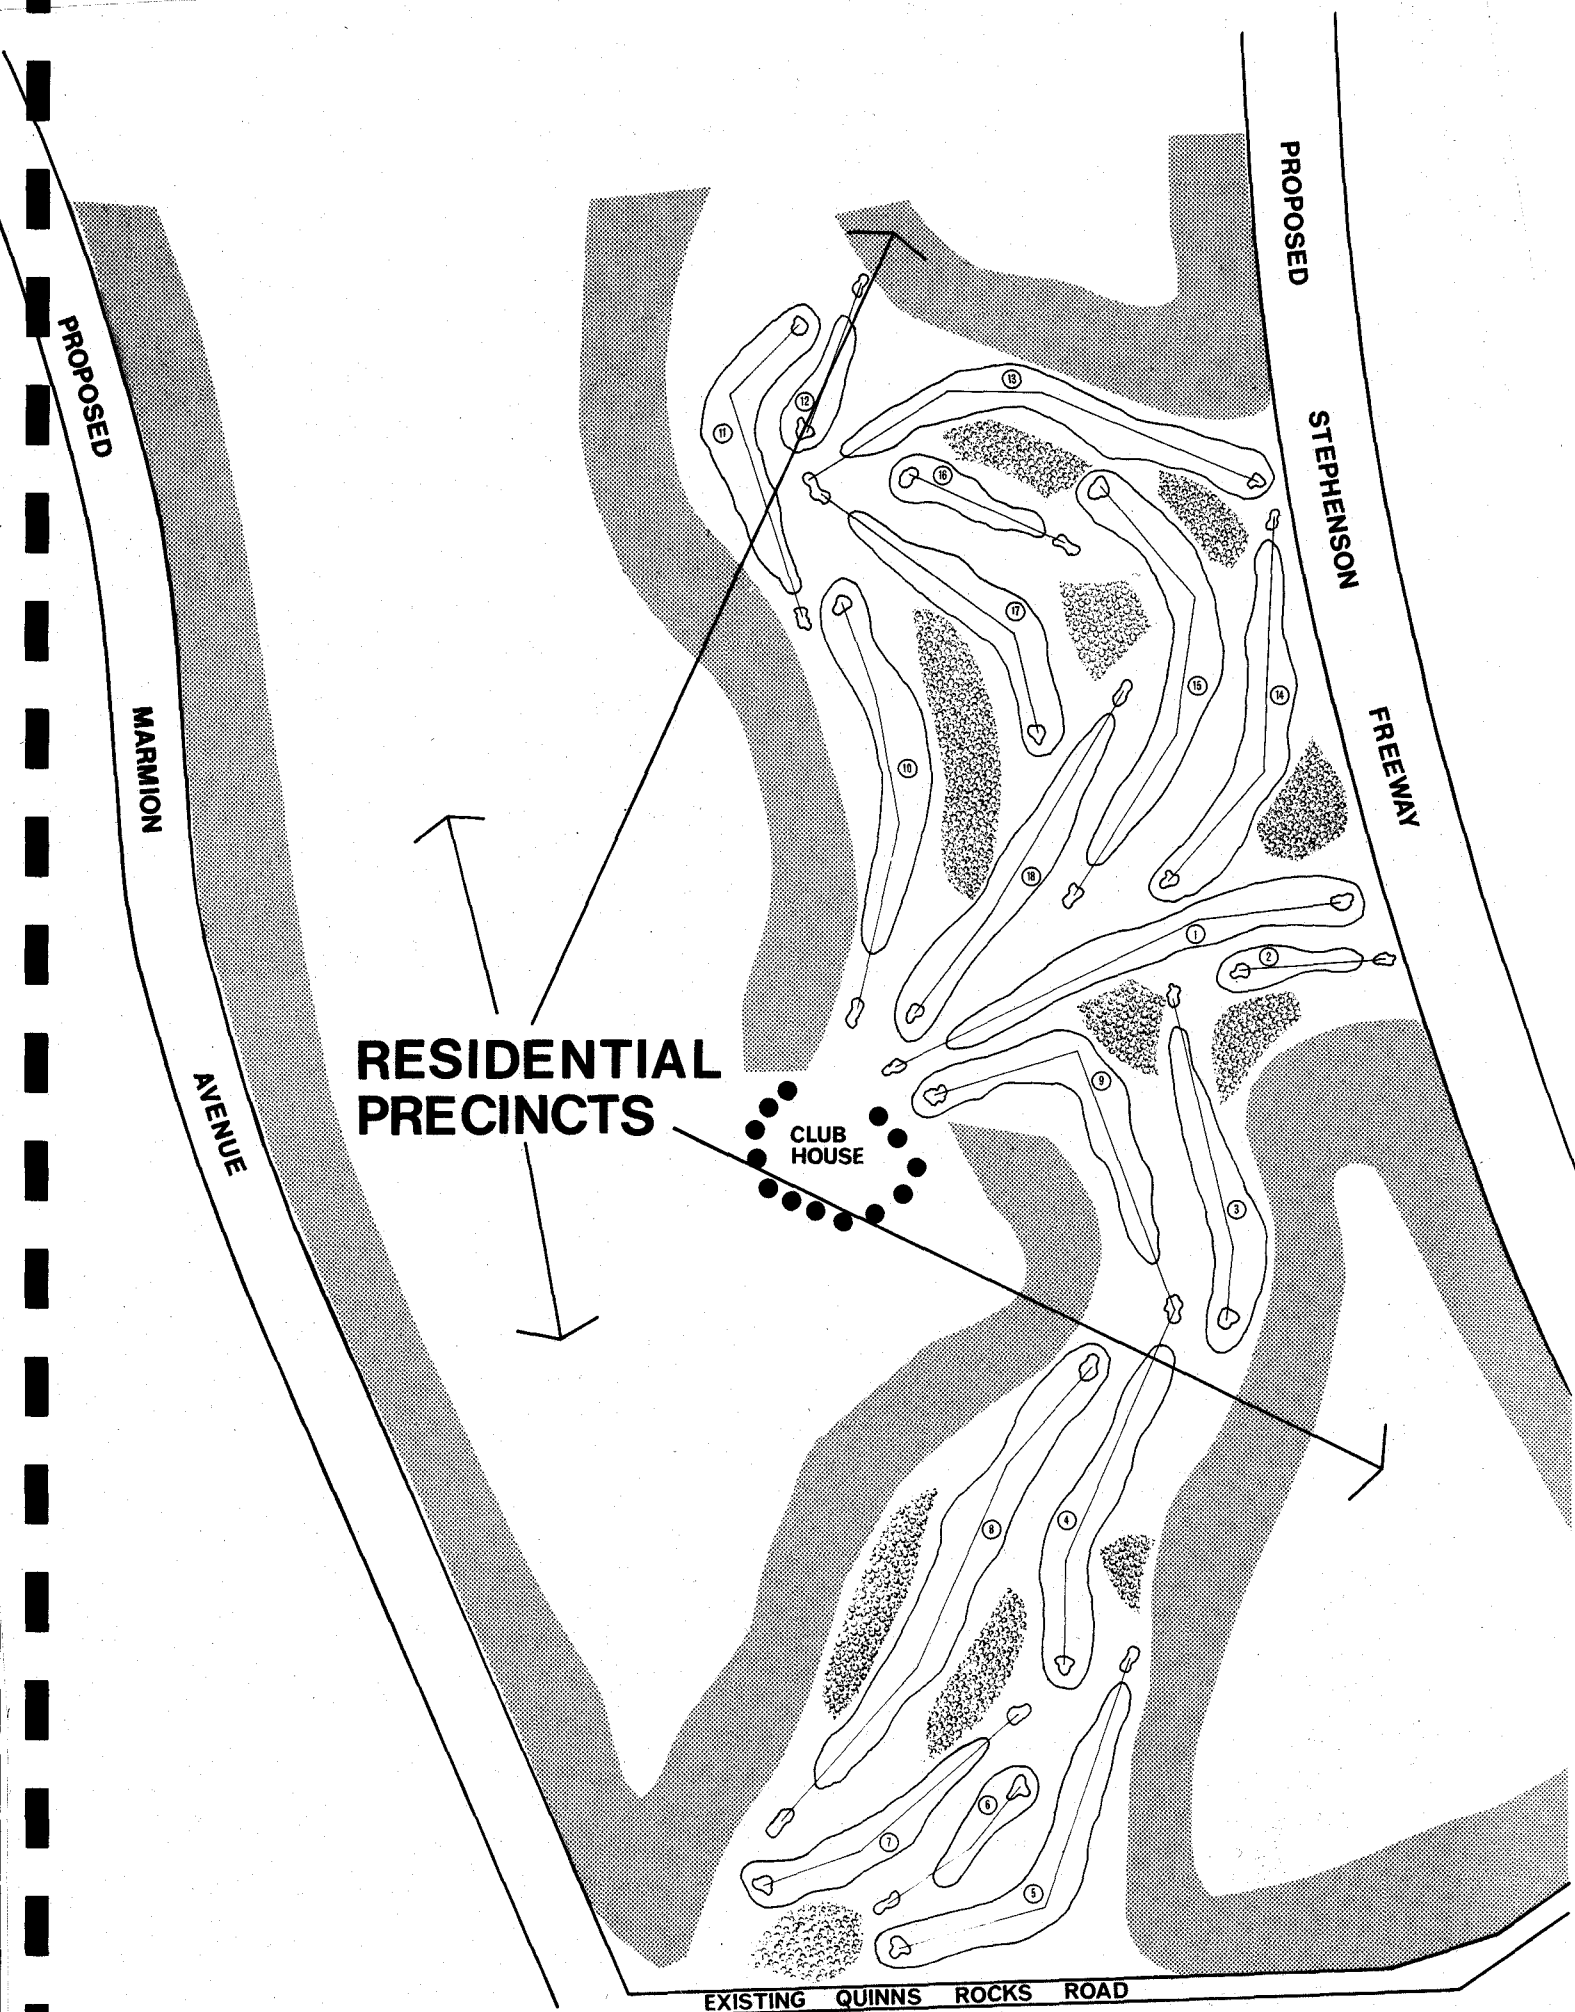 PROPOSED
STEPHENSON
FREEWAY
PROPOSED
MARMION
AVENUE
13
12
11
16
17
15
14
10
18
1
2
RESIDENTIAL
PRECINCTS
CLUB
HOUSE
9
3
8
4
6
7
5
EXISTING QUINNS ROCKS ROAD